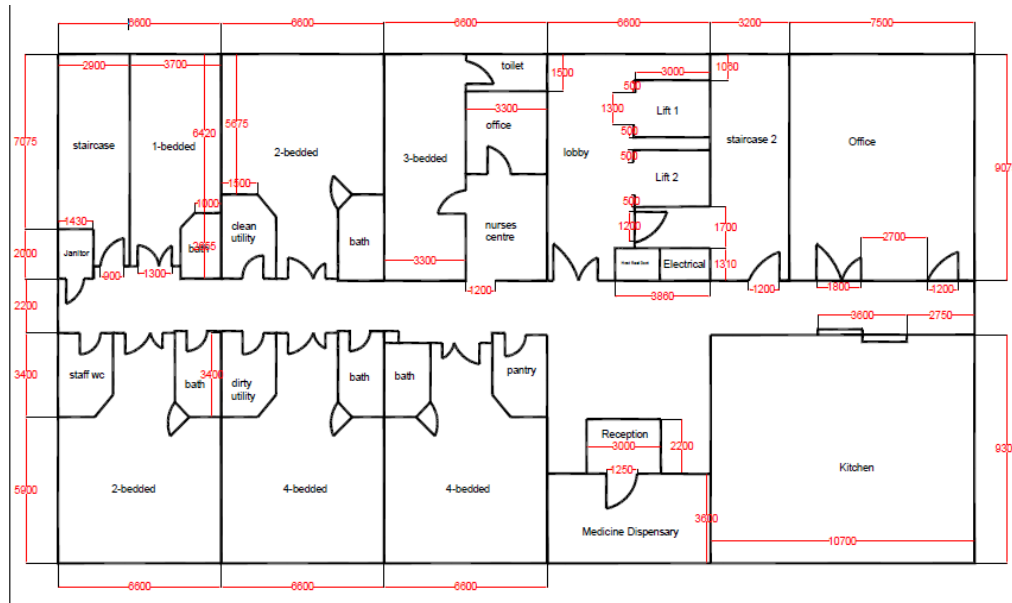 6600
6600
6600
6600
3200
7500
2900
3700
toilet
1500
3000
1060
500
1300
Lift 1
500
3300
office
7075
6420
5675
staircase
1-bedded
2-bedded
3-bedded
lobby
500
Lift 2
staircase 2
Office
907
1500
1000
500
1430
clean
utility
nurses
centre
1200
1700
2000
Janitor
bath
bath
2700
3300
Electrical
1310
900
1300
1200
3860
1200
1800
1200
2200
3600
2750
3400
staff wc
bath
3400
dirty
utility
bath
bath
pantry
930
Reception
3000
2200
1250
Kitchen
5900
2-bedded
4-bedded
4-bedded
3600
Medicine Dispensary
10700
6600
6600
6600